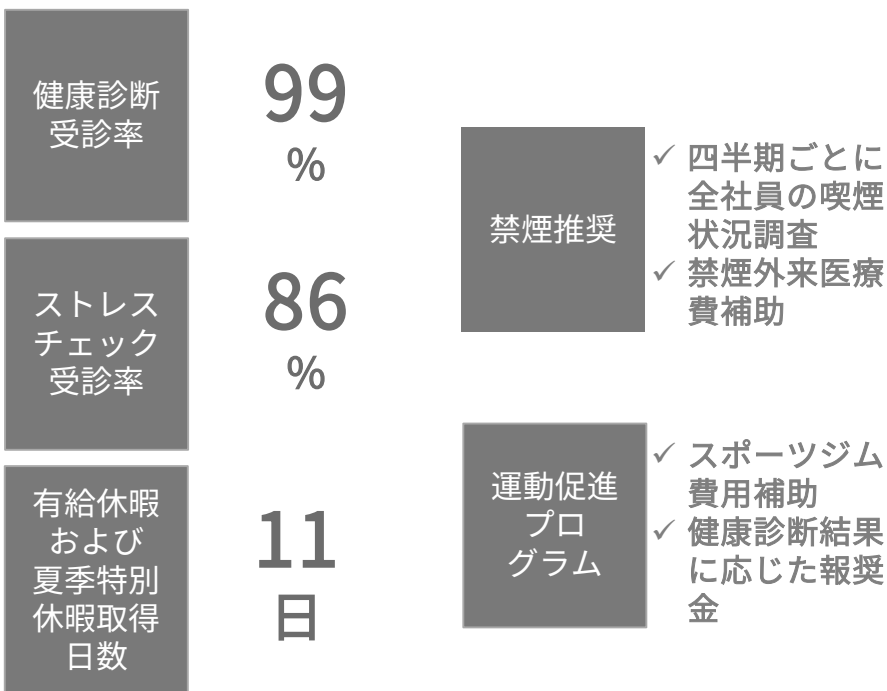 健康診断
受診率
99
%
ストレス
チェック
受診率
86
%
有給休暇
および
夏季特別
休暇取得
日数
11
日
禁煙推奨
✓ 四半期ごとに
全社員の喫煙
状況調査
✓ 禁煙外来医療
費補助
運動促進
プロ
グラム
✓ スポーツジム
費用補助
✓ 健康診断結果
に応じた報奨
金